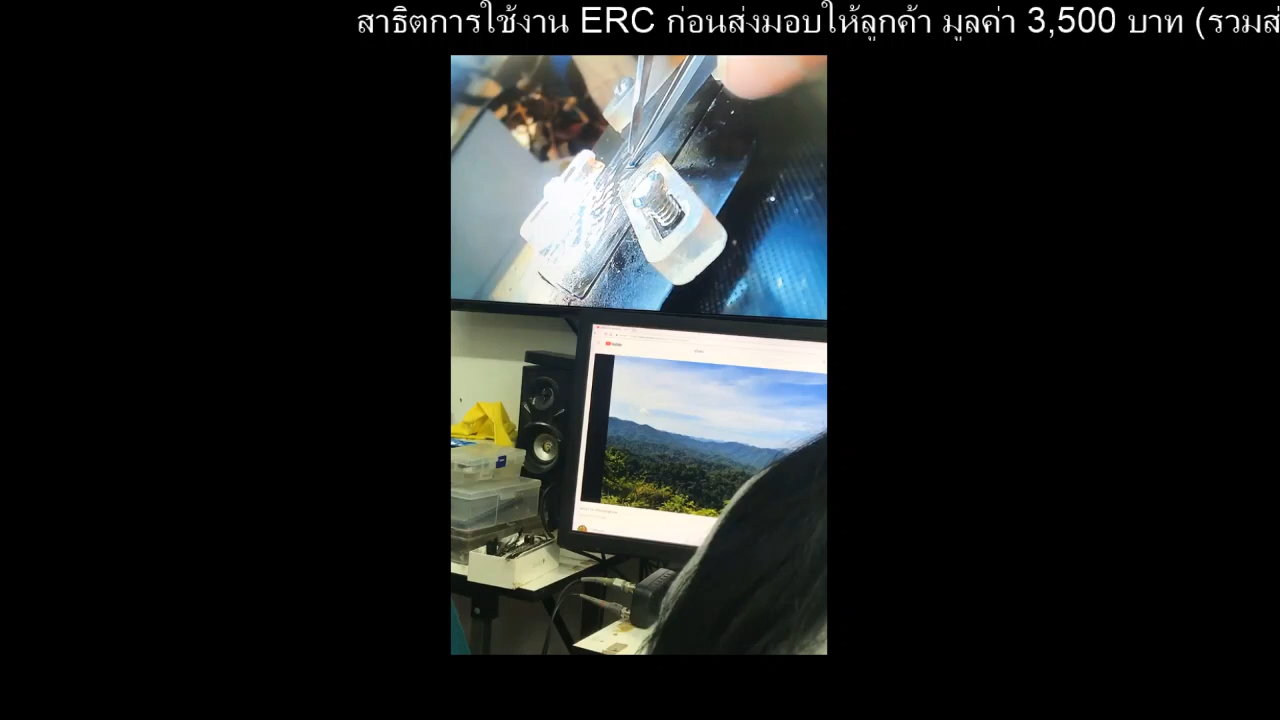 สาธิตการใช้งาน ERC ก่อนส่งมอบให้ลูกค้า มูลค่า 3,500 บาท (รวมส่
YouTube